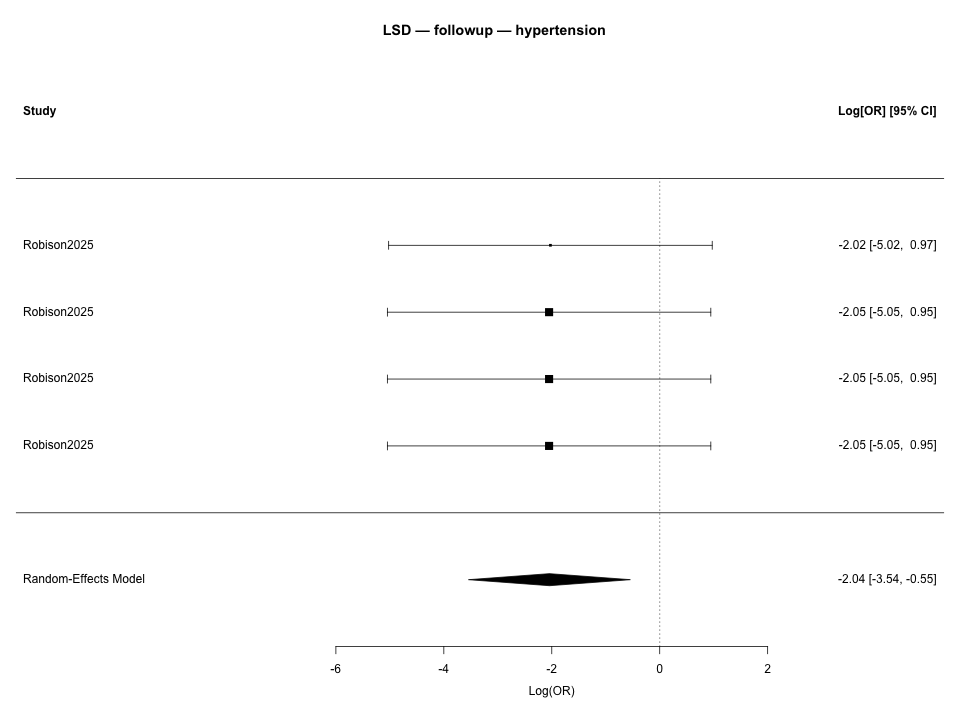 LSD — followup — hypertension
Study Log[OR] [95% CI]
Robison2025 -2.02 [-5.02,  0.97]
Robison2025 -2.05 [-5.05,  0.95]
Robison2025 -2.05 [-5.05,  0.95]
Robison2025 -2.05 [-5.05,  0.95]
Random-Effects Model -2.04 [-3.54, -0.55]
-6 -4 -2 0 2
Log(OR)